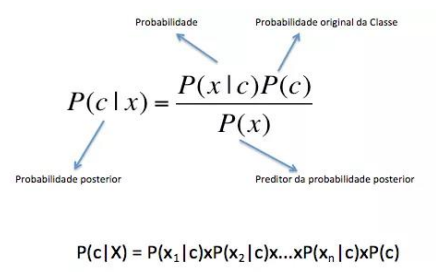 Probabilidade Probabilidade original da Classe
P(c|x) = P(x|c)P(c) / P(x)
Probabilidade posterior Preditor da probabilidade posterior
P(c|X) = P(x₁|c)xP(x₂|c)x...xP(xₙ|c)xP(c)